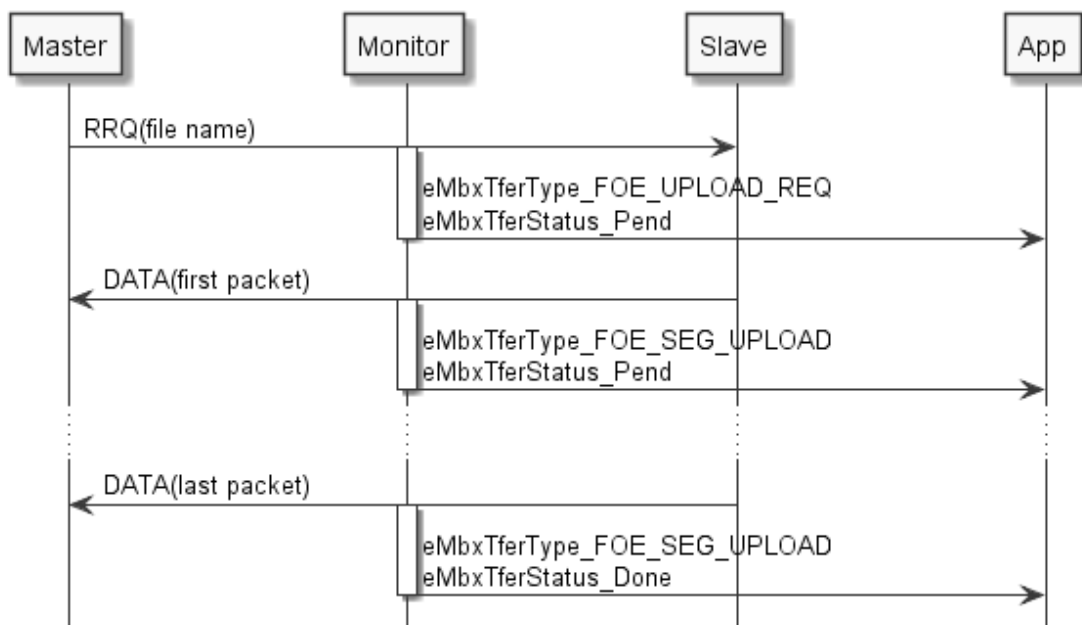 Master
Monitor
Slave
App
RRQ(file name)
eMbxTferType_FOE_UPLOAD_REQ
eMbxTferStatus_Pend
DATA(first packet)
eMbxTferType_FOE_SEG_UPLOAD
eMbxTferStatus_Pend
DATA(last packet)
eMbxTferType_FOE_SEG_UPLOAD
eMbxTferStatus_Done